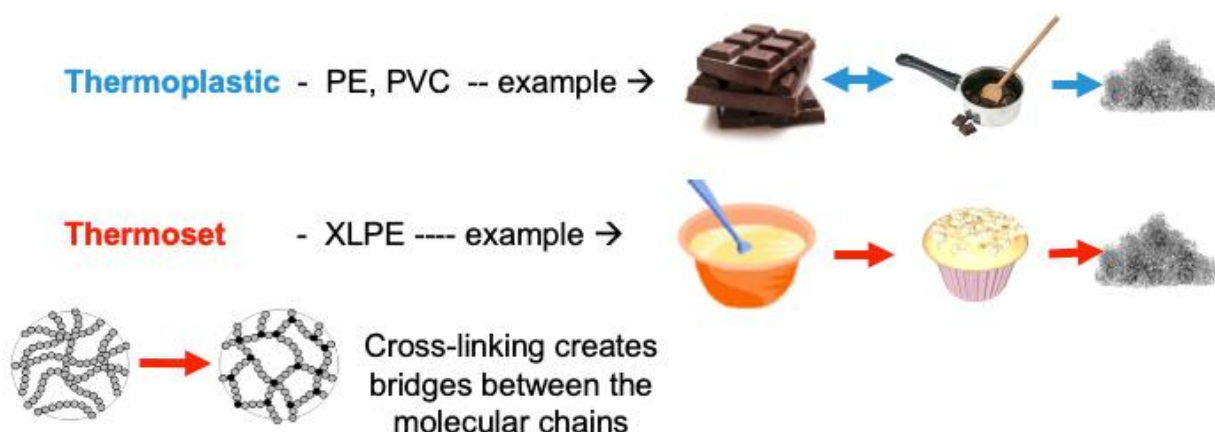 Thermoplastic - PE, PVC -- example →
Thermoset - XLPE ---- example →
Cross-linking creates
bridges between the
molecular chains